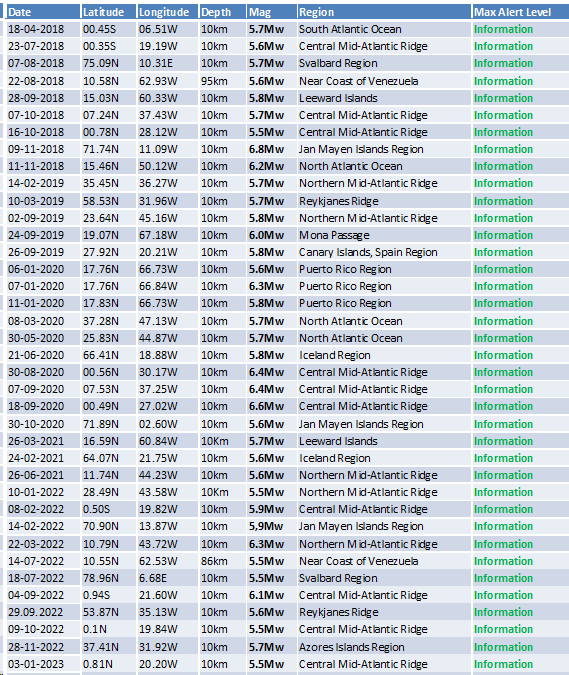 Date Latitude Longitude Depth Mag Region Max Alert Level
18-04-2018 00.45S 06.51W 10km 5.7Mw South Atlantic Ocean Information
23-07-2018 00.35S 19.19W 10km 5.6Mw Central Mid-Atlantic Ridge Information
07-08-2018 75.09N 10.31E 10km 5.7Mw Svalbard Region Information
22-08-2018 10.58N 62.93W 95km 5.6Mw Near Coast of Venezuela Information
28-09-2018 15.03N 60.33W 10km 5.8Mw Leeward Islands Information
07-10-2018 07.24N 37.43W 10km 5.7Mw Central Mid-Atlantic Ridge Information
16-10-2018 00.78N 28.12W 10km 5.5Mw Central Mid-Atlantic Ridge Information
09-11-2018 71.74N 11.09W 10km 6.8Mw Jan Mayen Islands Region Information
11-11-2018 15.46N 50.12W 10km 6.2Mw North Atlantic Ocean Information
14-02-2019 35.45N 36.27W 10km 5.7Mw Northern Mid-Atlantic Ridge Information
10-03-2019 58.53N 31.96W 10km 5.7Mw Reykjanes Ridge Information
02-09-2019 23.64N 45.16W 10km 5.8Mw Northern Mid-Atlantic Ridge Information
24-09-2019 19.07N 67.18W 10km 6.0Mw Mona Passage Information
26-09-2019 27.92N 20.21W 10km 5.8Mw Canary Islands, Spain Region Information
06-01-2020 17.76N 66.73W 10km 5.6Mw Puerto Rico Region Information
07-01-2020 17.76N 66.84W 10km 6.3Mw Puerto Rico Region Information
11-01-2020 17.83N 66.73W 10km 5.8Mw Puerto Rico Region Information
08-03-2020 37.28N 47.13W 10km 5.7Mw North Atlantic Ocean Information
30-05-2020 25.83N 44.87W 10km 5.7Mw North Atlantic Ocean Information
21-06-2020 66.41N 18.88W 10km 5.8Mw Iceland Region Information
30-08-2020 00.56N 30.17W 10km 6.4Mw Central Mid-Atlantic Ridge Information
07-09-2020 07.53N 37.25W 10km 6.4Mw Central Mid-Atlantic Ridge Information
18-09-2020 00.49N 27.02W 10km 6.6Mw Central Mid-Atlantic Ridge Information
30-10-2020 71.89N 02.60W 10km 5.6Mw Jan Mayen Islands Region Information
26-03-2021 16.59N 60.84W 10Km 5.7Mw Leeward Islands Information
24-02-2021 64.07N 21.75W 10km 5.6Mw Iceland Region Information
26-06-2021 11.74N 44.23W 10km 5.6Mw Northern Mid-Atlantic Ridge Information
10-01-2022 28.49N 43.58W 10Km 5.5Mw Northern Mid-Atlantic Ridge Information
08-02-2022 0.50S 19.82W 10km 5.9Mw Central Mid-Atlantic Ridge Information
14-02-2022 70.90N 13.87W 10km 5,9Mw Jan Mayen Islands Region Information
22-03-2022 10.79N 43.72W 10km 6.3Mw Northern Mid-Atlantic Ridge Information
14-07-2022 10.55N 62.53W 86km 5.5Mw Near Coast of Venezuela Information
18-07-2022 78.96N 6.68E 10km 5.5Mw Svalbard Region Information
04-09-2022 0.94S 21.60W 10km 6.1Mw Central Mid-Atlantic Ridge Information
29.09.2022 53.87N 35.13W 10km 5.6Mw Reykjanes Ridge Information
09-10-2022 0.1N 19.84W 10km 5.5Mw Central Mid-Atlantic Ridge Information
28-11-2022 37.41N 31.92W 10km 5.7Mw Azores Islands Region Information
03-01-2023 0.81N 20.20W 10km 5.5Mw Central Mid-Atlantic Ridge Information